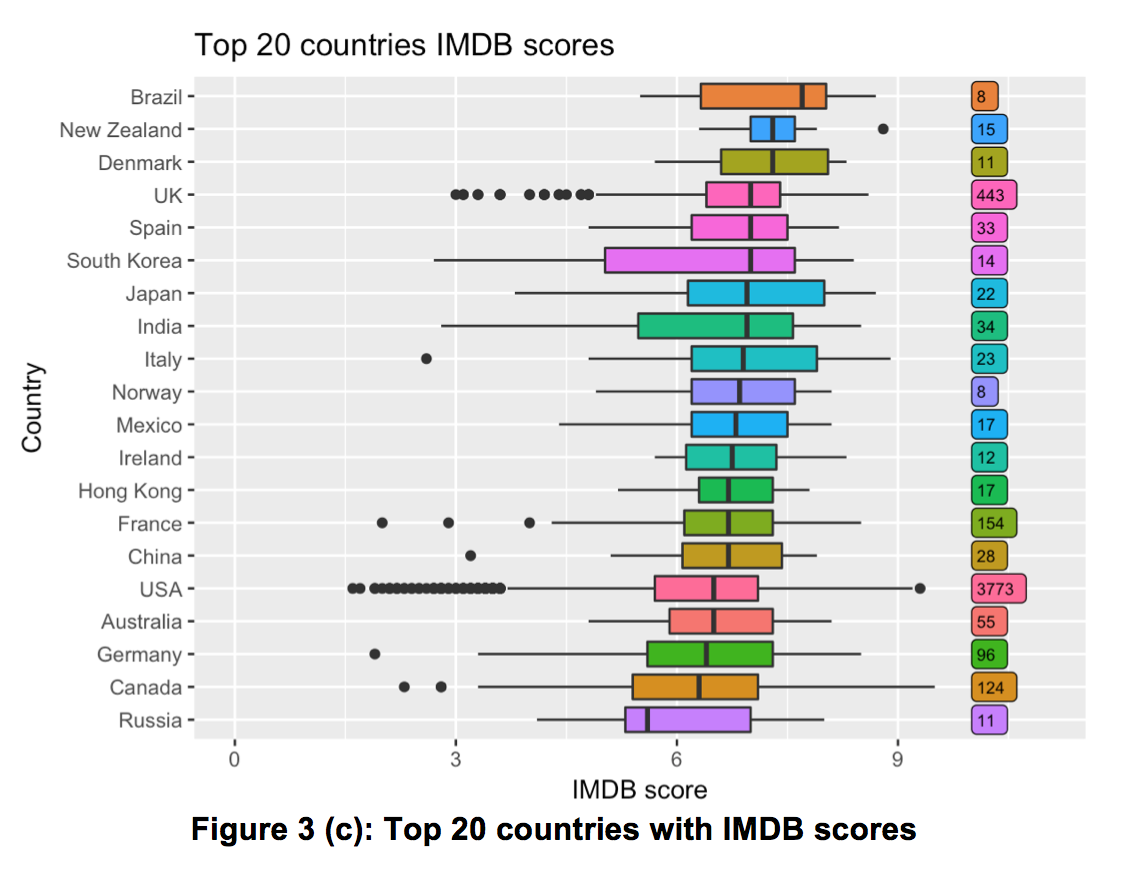 Top 20 countries IMDB scores
Brazil 8
New Zealand 15
Denmark 11
UK 443
Spain 33
South Korea 14
Japan 22
India 34
Italy 23
Norway 8
Mexico 17
Ireland 12
Hong Kong 17
France 154
China 28
USA 3773
Australia 55
Germany 96
Canada 124
Russia 11
Country
0 3 6 9
IMDB score
Figure 3 (c): Top 20 countries with IMDB scores